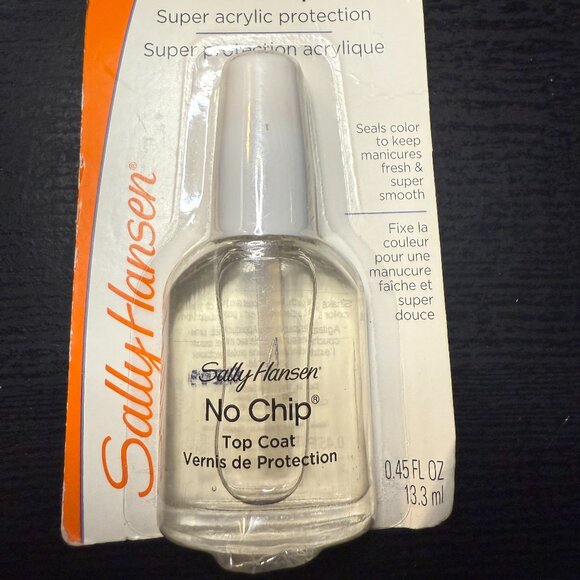 Super acrylic protection
Super protection acrylique
Seals color
to keep
manicures
fresh &
super
smooth
Fixe la
couleur
pour une
manucure
faîche et
super
douce
Sally Hansen®
Sally Hansen®
No Chip®
Top Coat
Vernis de Protection
0.45 FL OZ
13.3 ml